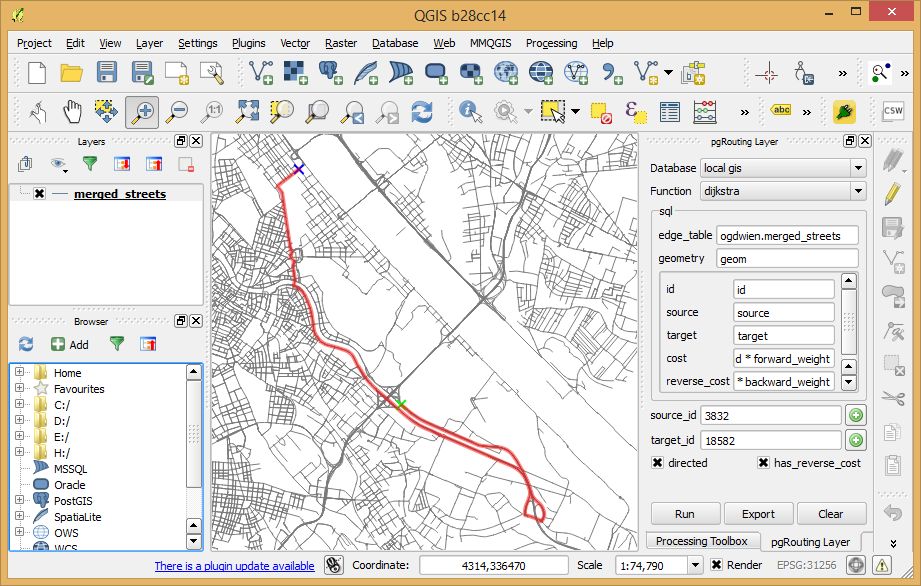 QGIS b28cc14
Project Edit View Layer Settings Plugins Vector Raster Database Web MMQGIS Processing Help
1:1
abc
CSW
Layers
merged_streets
Browser
Add
Home
Favourites
C:/
D:/
E:/
H:/
MSSQL
Oracle
PostGIS
SpatiaLite
OWS
WCS
pgRouting Layer
Database local gis
Function dijkstra
sql
edge_table ogdwien.merged_streets
geometry geom
id id
source source
target target
cost d * forward_weight
reverse_cost * backward_weight
source_id 3832
target_id 18582
directed has_reverse_cost
Run Export Clear
Processing Toolbox pgRouting Layer
There is a plugin update available Coordinate: 4314,336470 Scale 1:74,790 Render EPSG:31256